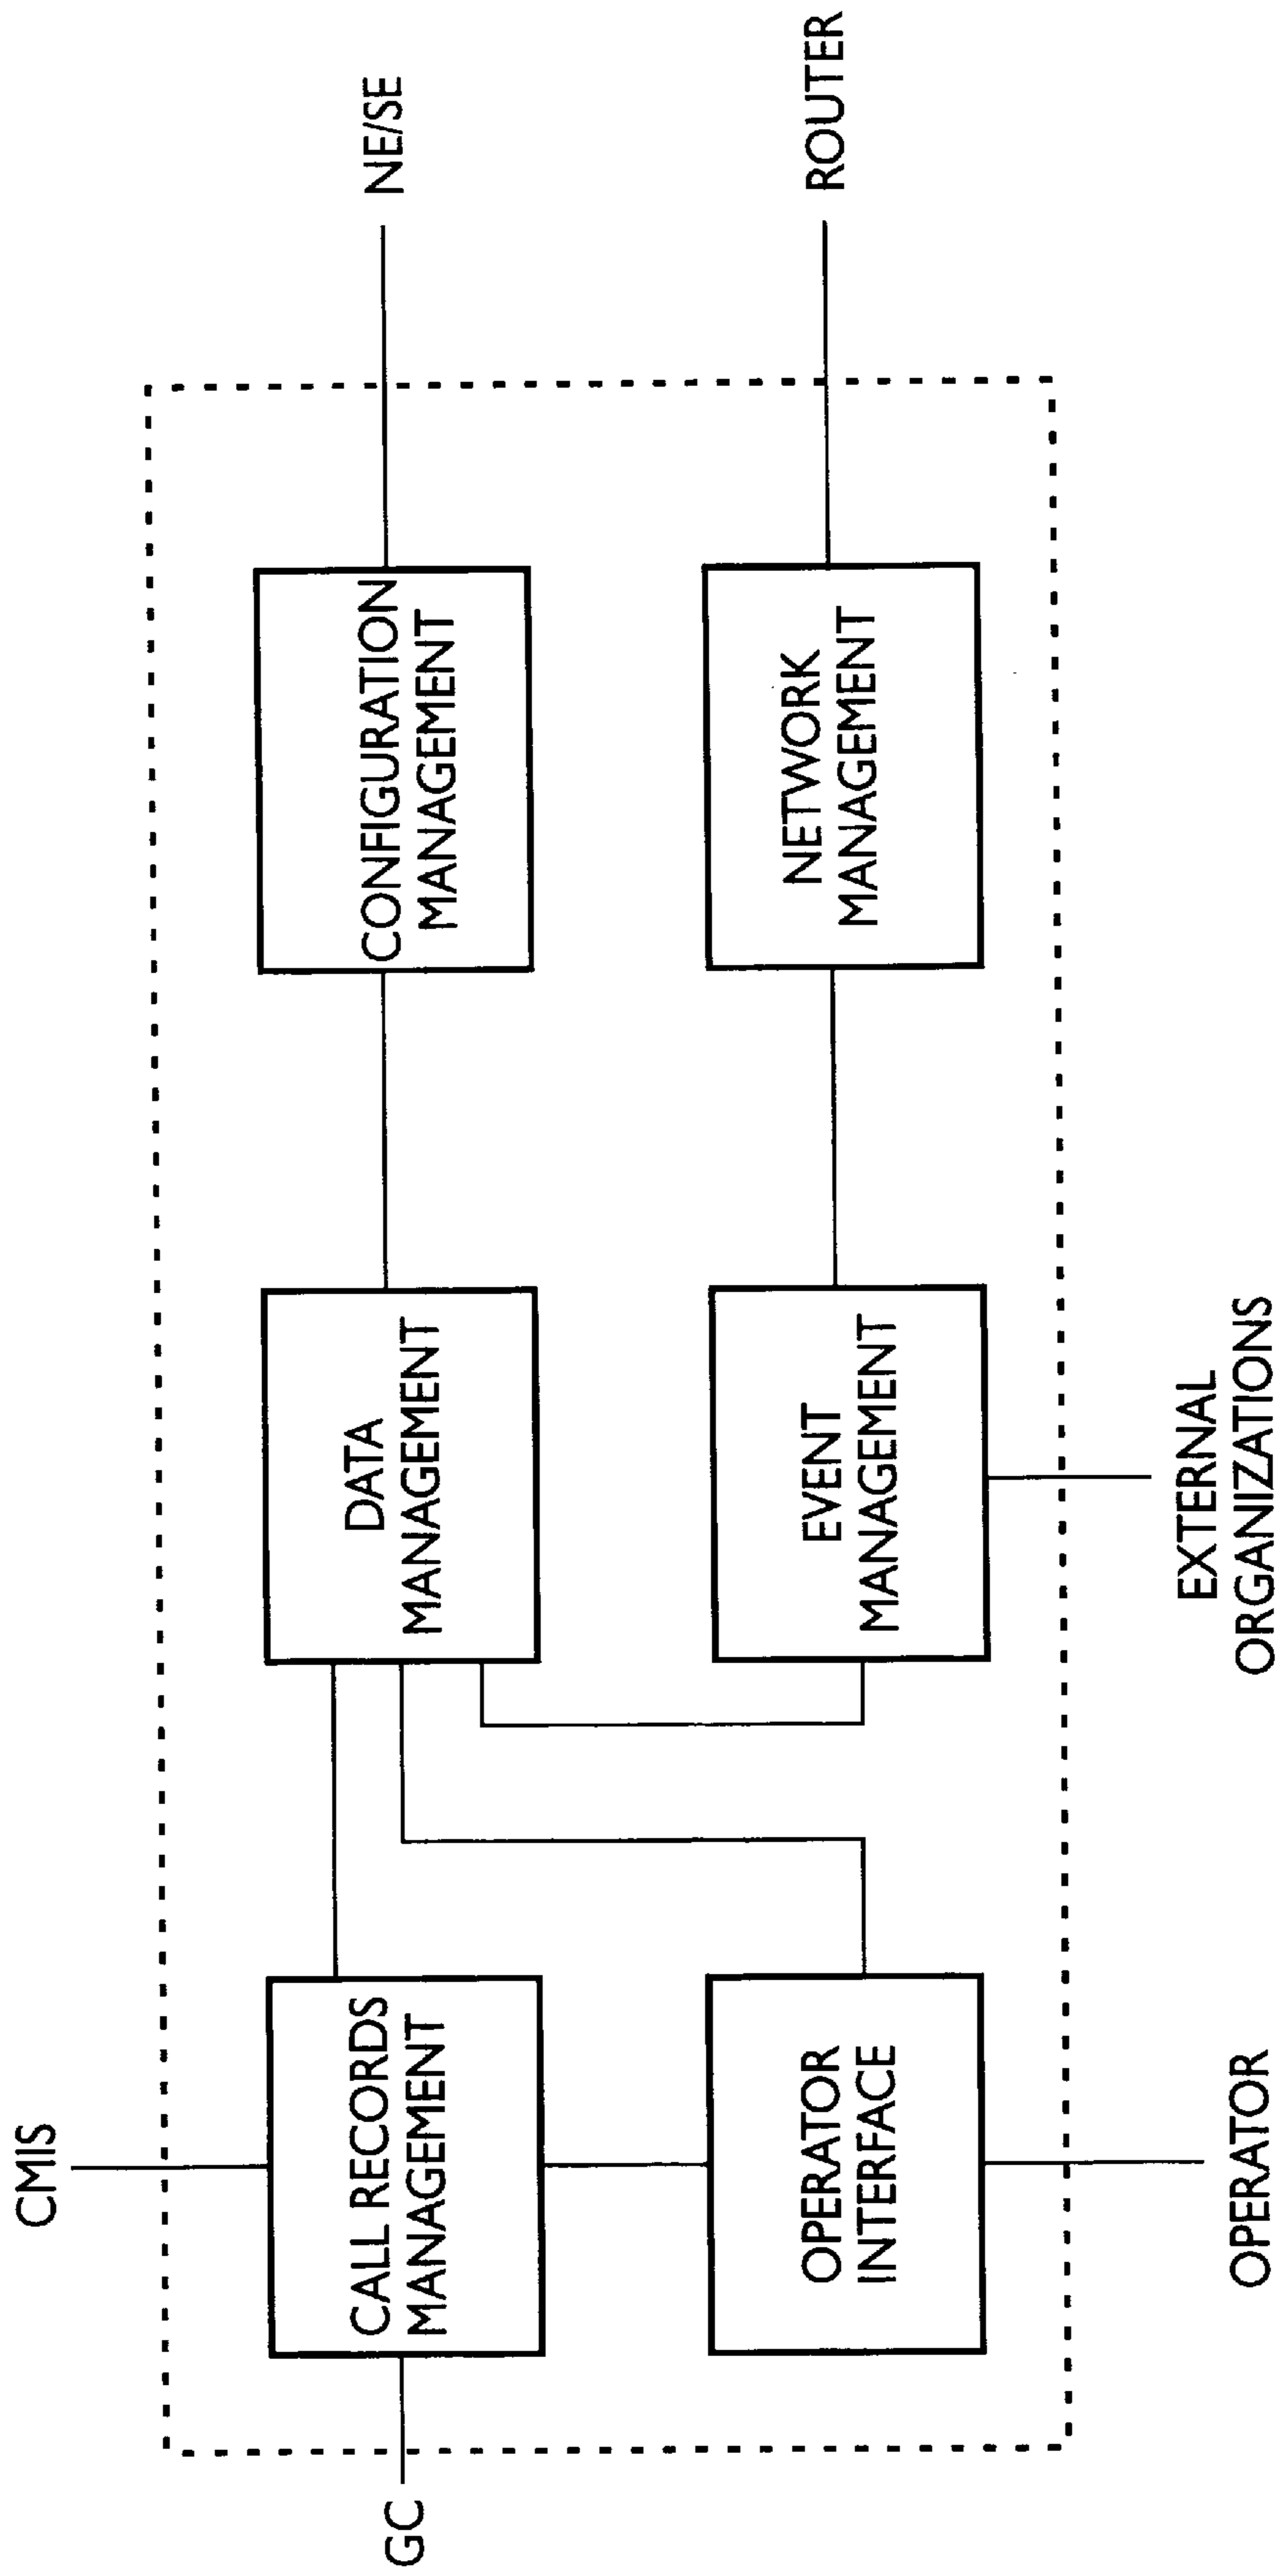 CMIS
GC
CALL RECORDS
MANAGEMENT
DATA
MANAGEMENT
CONFIGURATION
MANAGEMENT
NE/SE
OPERATOR
INTERFACE
EVENT
MANAGEMENT
NETWORK
MANAGEMENT
ROUTER
OPERATOR
EXTERNAL
ORGANIZATIONS